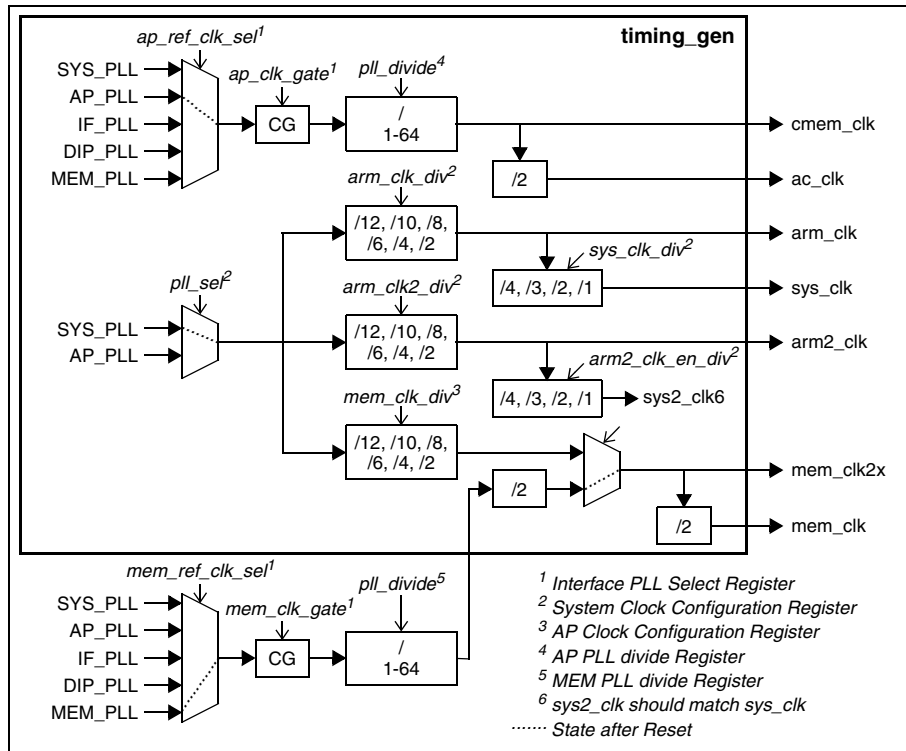 timing_gen
ap_ref_clk_sel1
SYS_PLL
AP_PLL
IF_PLL
DIP_PLL
MEM_PLL
ap_clk_gate1
CG
pll_divide4
/
1-64
cmem_clk
/2
ac_clk
arm_clk_div2
/12, /10, /8,
/6, /4, /2
arm_clk
sys_clk_div2
/4, /3, /2, /1
sys_clk
pll_sel2
SYS_PLL
AP_PLL
arm_clk2_div2
/12, /10, /8,
/6, /4, /2
arm2_clk
arm2_clk_en_div2
/4, /3, /2, /1
sys2_clk6
mem_clk_div3
/12, /10, /8,
/6, /4, /2
/2
mem_clk2x
/2
mem_clk
mem_ref_clk_sel1
SYS_PLL
AP_PLL
IF_PLL
DIP_PLL
MEM_PLL
mem_clk_gate1
CG
pll_divide5
/
1-64
1 Interface PLL Select Register
2 System Clock Configuration Register
3 AP Clock Configuration Register
4 AP PLL divide Register
5 MEM PLL divide Register
6 sys2_clk should match sys_clk
....... State after Reset